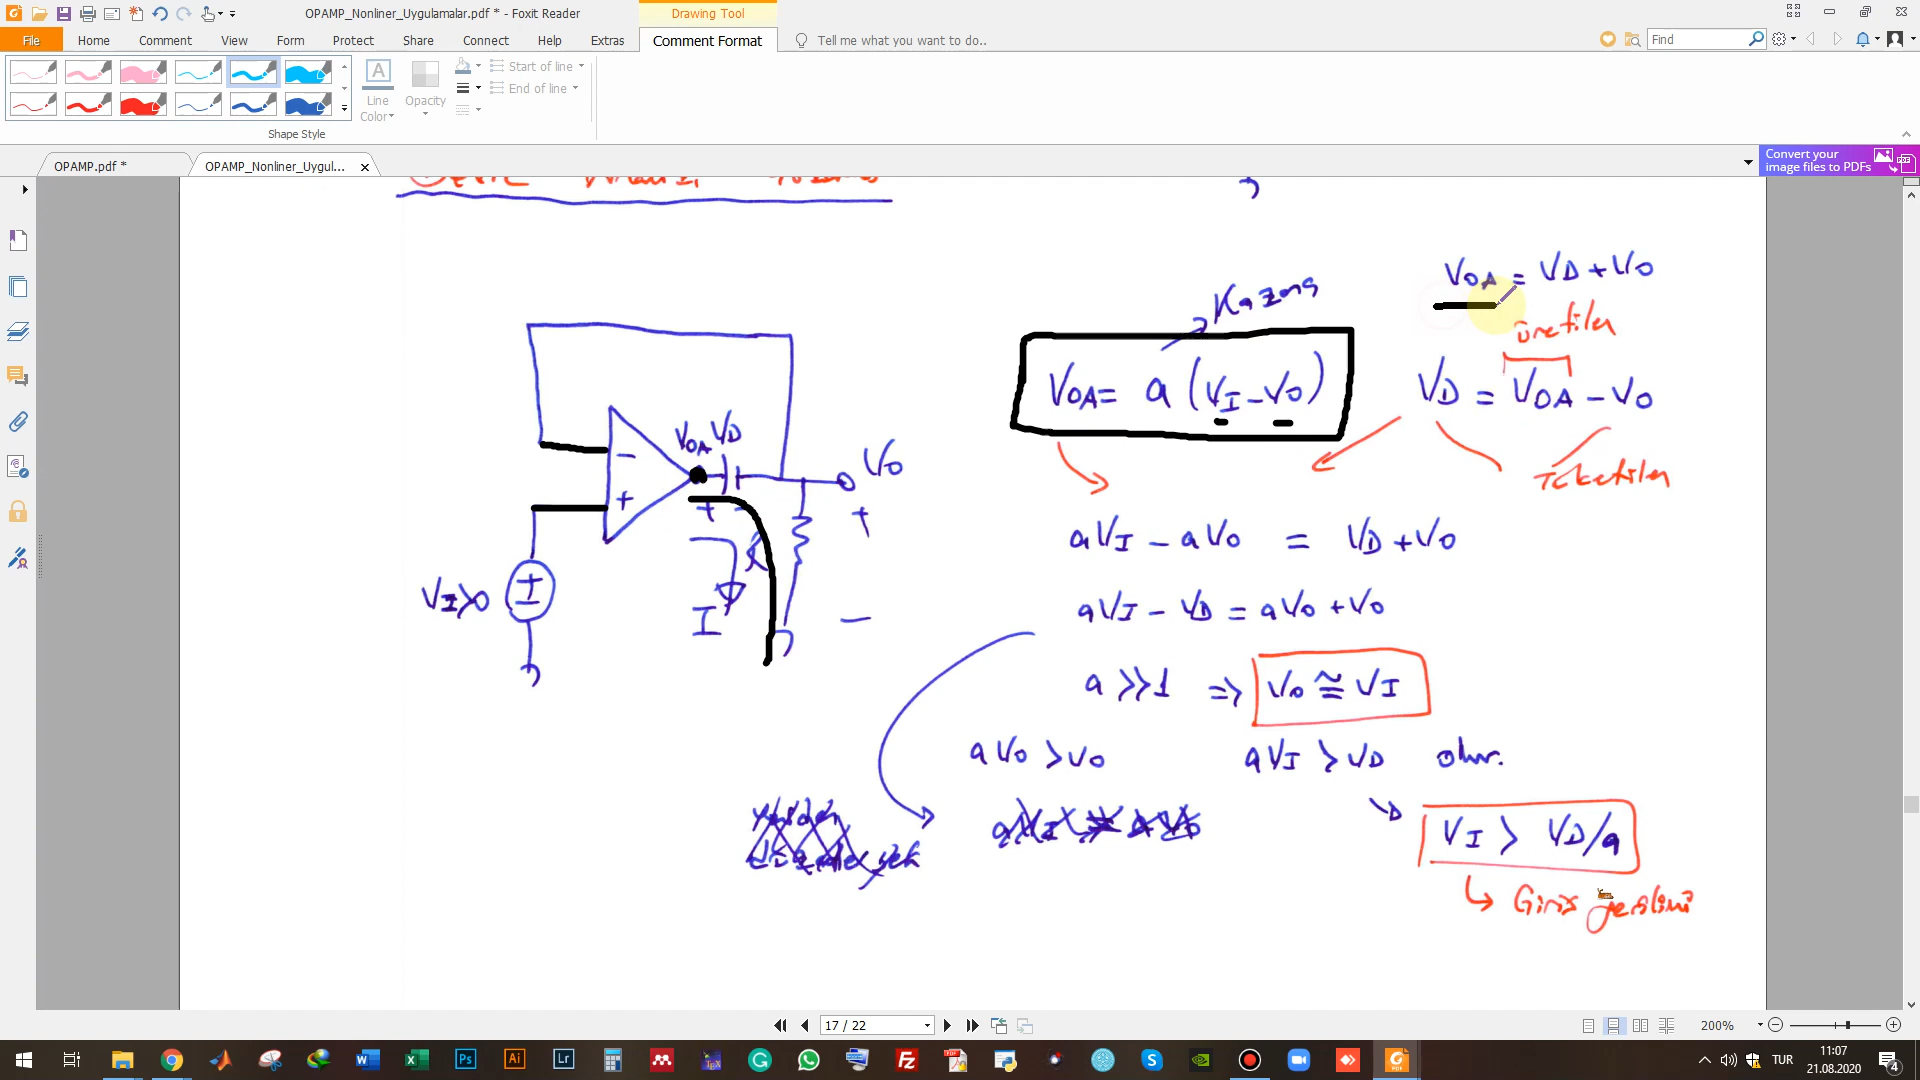 OPAMP_Nonliner_Uygulamalar.pdf * - Foxit Reader
Drawing Tool
File
Home
Comment
View
Form
Protect
Share
Connect
Help
Extras
Comment Format
Tell me what you want to do..
Find
Line Color
Opacity
Start of line
End of line
Shape Style
OPAMP.pdf *
OPAMP_Nonliner_Uygul...
Convert your image files to PDFs
VOA = VD + VO
Kazanç
üretilen
VOA = a (VI - VO)
VD = VOA - VO
Tüketilen
VOA VD
VO
-
+
+ -
+
VI>0
I
-
aVI - aVO = VD + VO
aVI - VD = aVO + VO
a >> 1 => VO ≅ VI
aVO > VO
aVI > VD olur.
VI > VD/a
Giriş gerilimi
17 / 22
200%
TUR
11:07
21.08.2020
4